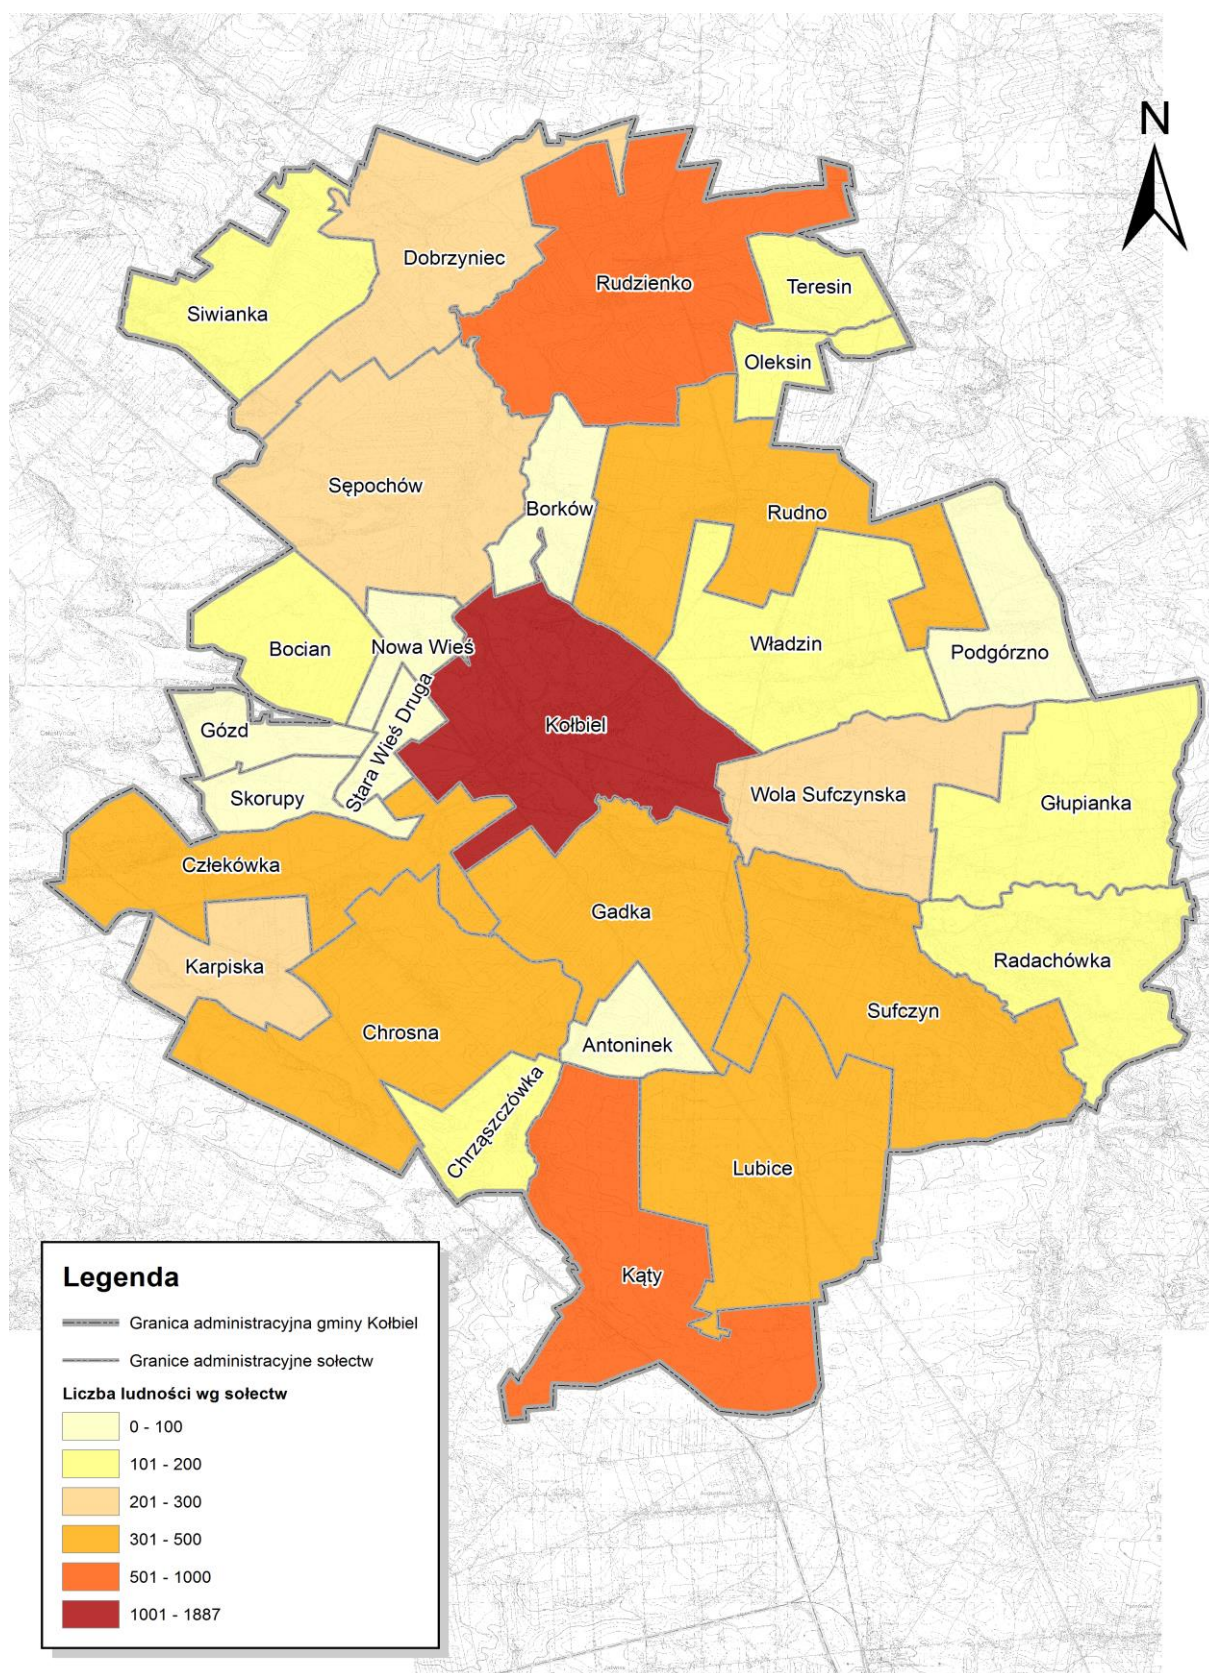 N
Dobrzyniec
Rudzienko
Teresin
Siwianka
Oleksin
Sępochów
Borków
Rudno
Bocian
Nowa Wieś
Władzin
Podgórzno
Gózd
Stara Wieś Druga
Kołbiel
Skorupy
Wola Sufczynska
Głupianka
Człekówka
Gadka
Karpiska
Radachówka
Sufczyn
Chrosna
Antoninek
Chrząszczówka
Lubice
Kąty
Legenda
Granica administracyjna gminy Kołbiel
Granice administracyjne sołectw
Liczba ludności wg sołectw
0 - 100
101 - 200
201 - 300
301 - 500
501 - 1000
1001 - 1887